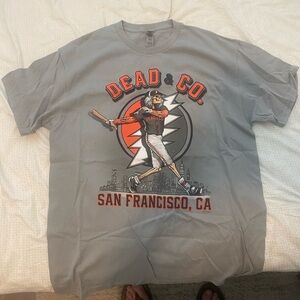 DEAD & CO.
SAN FRANCISCO, CA